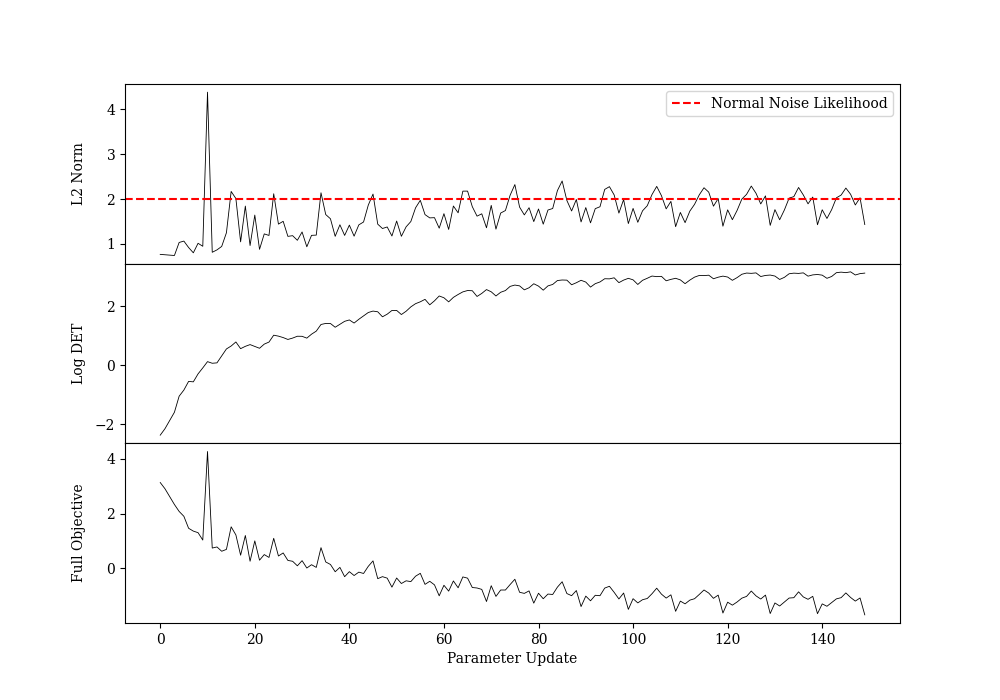 Normal Noise Likelihood
L2 Norm
4
3
2
1
Log DET
2
0
−2
Full Objective
4
2
0
0 20 40 60 80 100 120 140
Parameter Update